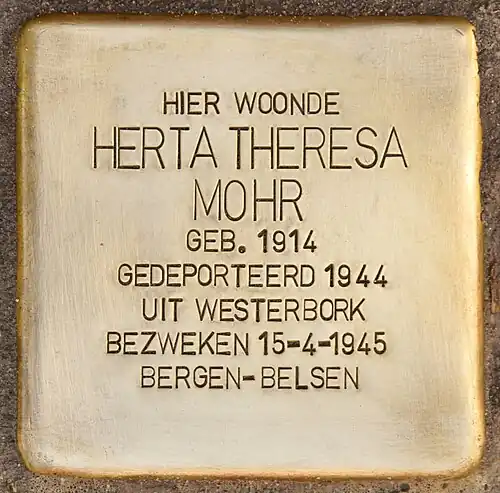 HIER WOONDE
HERTA THERESA
MOHR
GEB. 1914
GEDEPORTEERD 1944
UIT WESTERBORK
BEZWEKEN 15-4-1945
BERGEN-BELSEN